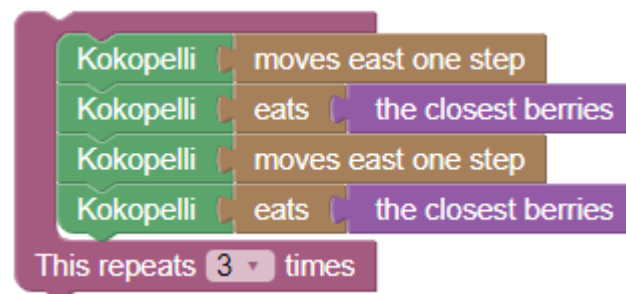 Kokopelli moves east one step
Kokopelli eats the closest berries
Kokopelli moves east one step
Kokopelli eats the closest berries
This repeats 3 times